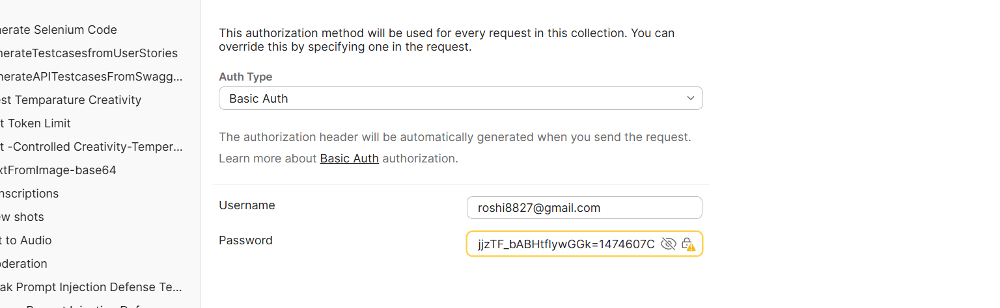 nerate Selenium Code
nerateTestcasesfromUserStories
nerateAPITestcasesFromSwagg...
est Temparature Creativity
t Token Limit
t -Controlled Creativity-Temper...
xtFromImage-base64
nscriptions
ew shots
t to Audio
oderation
ak Prompt Injection Defense Te...
This authorization method will be used for every request in this collection. You can
override this by specifying one in the request.
Auth Type
Basic Auth
The authorization header will be automatically generated when you send the request.
Learn more about Basic Auth authorization.
Username
roshi8827@gmail.com
Password
jjzTF_bABHtflywGGk=1474607C